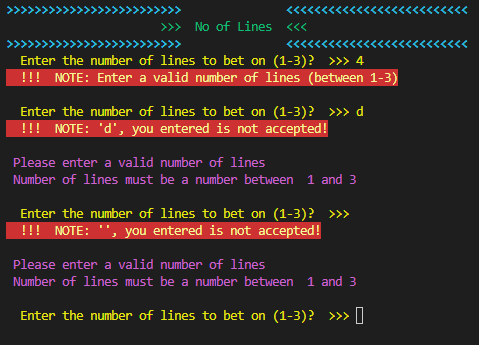 >>>>>>>>>>>>>>>>>>>>>>>>>> <<<<<<<<<<<<<<<<<<<<<<<<<<<
>>> No of Lines <<<
>>>>>>>>>>>>>>>>>>>>>>>>>> <<<<<<<<<<<<<<<<<<<<<<<<<<<
Enter the number of lines to bet on (1-3)? >>> 4
!!! NOTE: Enter a valid number of lines (between 1-3)
Enter the number of lines to bet on (1-3)? >>> d
!!! NOTE: 'd', you entered is not accepted!
Please enter a valid number of lines
Number of lines must be a number between 1 and 3
Enter the number of lines to bet on (1-3)? >>>
!!! NOTE: '', you entered is not accepted!
Please enter a valid number of lines
Number of lines must be a number between 1 and 3
Enter the number of lines to bet on (1-3)? >>>